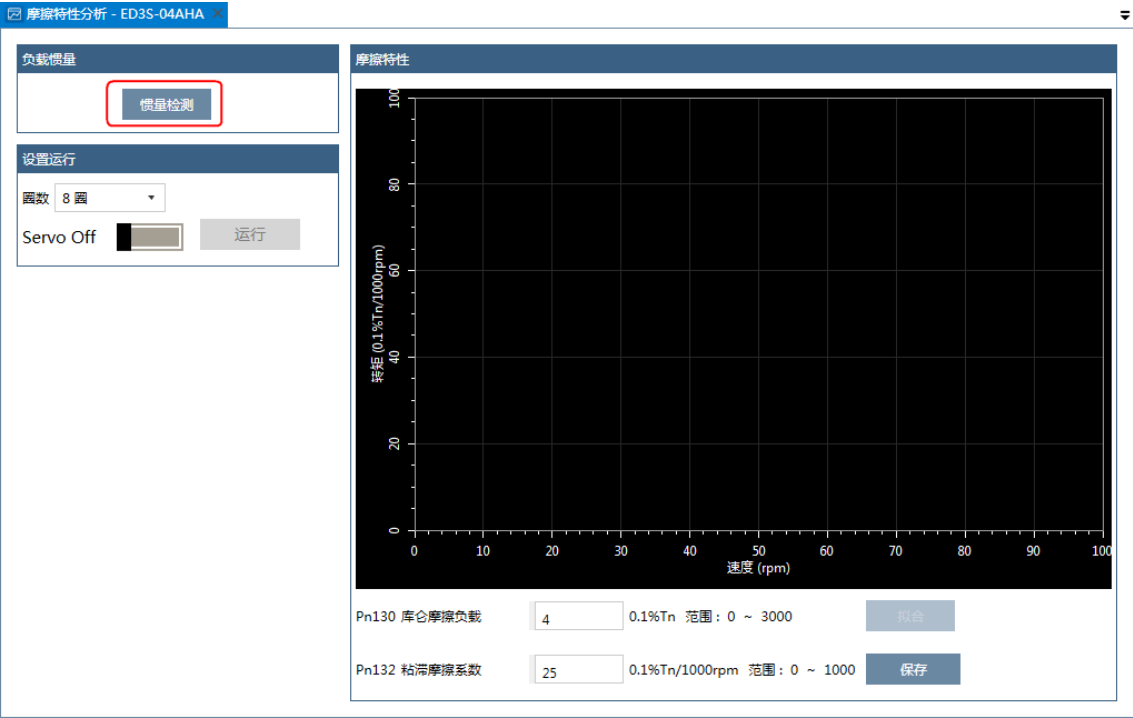 摩擦特性分析 - ED3S-04AHA
负载惯量
惯量检测
设置运行
圈数 8 圈
Servo Off 运行
摩擦特性
100
80
60
40
20
0
转矩 (0.1%Tn/1000rpm)
0 10 20 30 40 50 60 70 80 90 100
速度 (rpm)
Pn130 库仑摩擦负载 4 0.1%Tn 范围： 0 ~ 3000 拟合
Pn132 粘滞摩擦系数 25 0.1%Tn/1000rpm 范围： 0 ~ 1000 保存